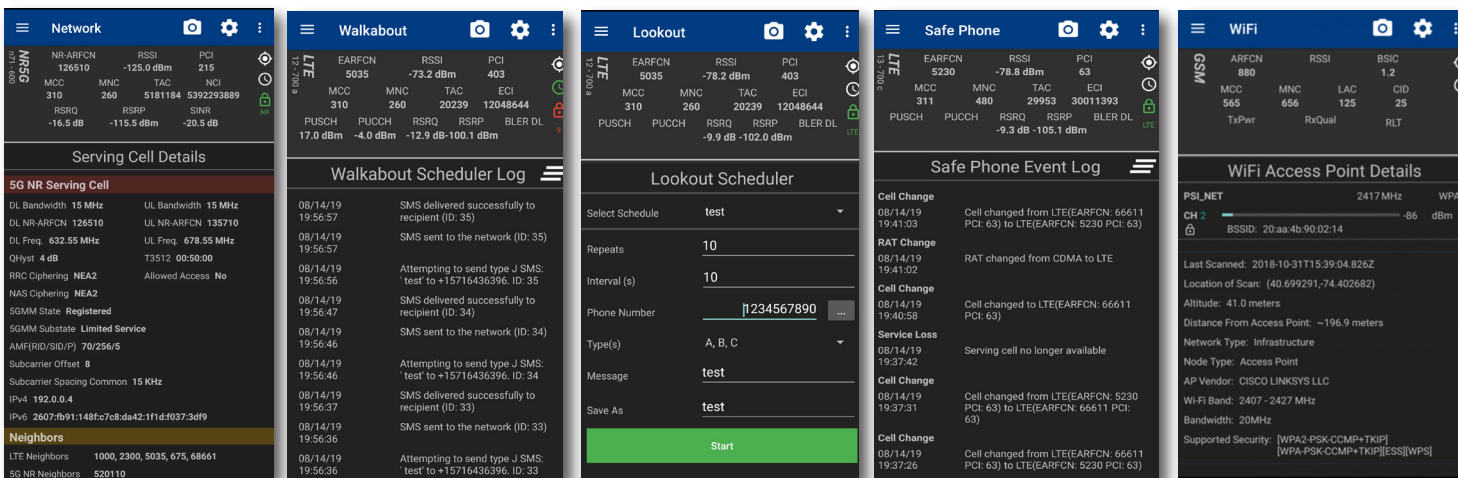 Network
NR5G
n71 - 600
NR-ARFCN RSSI PCI
126510 -125.0 dBm 215
MCC MNC TAC NCI
310 260 5181184 5392293889
RSRQ RSRP SINR
-16.5 dB -115.5 dBm -20.5 dB
NR
Serving Cell Details
5G NR Serving Cell
DL Bandwidth 15 MHz UL Bandwidth 15 MHz
DL NR-ARFCN 126510 UL NR-ARFCN 135710
DL Freq. 632.55 MHz UL Freq. 678.55 MHz
QHyst 4 dB T3512 00:50:00
RRC Ciphering NEA2 Allowed Access No
NAS Ciphering NEA2
5GMM State Registered
5GMM Substate Limited Service
AMF(RID/SID/P) 70/256/5
Subcarrier Offset 8
Subcarrier Spacing Common 15 KHz
IPv4 192.0.0.4
IPv6 2607:fb91:148f:c7c8:da42:1f1d:f037:3df9
Neighbors
LTE Neighbors 1000, 2300, 5035, 675, 68661
5G NR Neighbors 520110
Walkabout
LTE
12 - 700 a
EARFCN RSSI PCI
5035 -73.2 dBm 403
MCC MNC TAC ECI
310 260 20239 12048644
PUSCH PUCCH RSRQ RSRP BLER DL
17.0 dBm -4.0 dBm -12.9 dB-100.1 dBm
9
Walkabout Scheduler Log
08/14/19 SMS delivered successfully to
19:56:57 recipient (ID: 35)
08/14/19 SMS sent to the network (ID: 35)
19:56:57
08/14/19 Attempting to send type J SMS:
19:56:56 ' test' to +15716436396. ID: 35
08/14/19 SMS delivered successfully to
19:56:47 recipient (ID: 34)
08/14/19 SMS sent to the network (ID: 34)
19:56:46
08/14/19 Attempting to send type J SMS:
19:56:46 ' test' to +15716436396. ID: 34
08/14/19 SMS delivered successfully to
19:56:37 recipient (ID: 33)
08/14/19 SMS sent to the network (ID: 33)
19:56:36
08/14/19 Attempting to send type J SMS:
19:56:36 ' test' to +15716436396. ID: 33
Lookout
LTE
12 - 700 a
EARFCN RSSI PCI
5035 -78.2 dBm 403
MCC MNC TAC ECI
310 260 20239 12048644
PUSCH PUCCH RSRQ RSRP BLER DL
-9.9 dB -102.0 dBm
LTE
Lookout Scheduler
Select Schedule test
Repeats 10
Interval (s) 10
Phone Number 1234567890 ...
Type(s) A, B, C
Message test
Save As test
Start
Safe Phone
LTE
13 - 700 c
EARFCN RSSI PCI
5230 -78.8 dBm 63
MCC MNC TAC ECI
311 480 29953 30011393
PUSCH PUCCH RSRQ RSRP BLER DL
-9.3 dB -105.1 dBm
LTE
Safe Phone Event Log
Cell Change
08/14/19 Cell changed from LTE(EARFCN: 66611
19:41:03 PCI: 63) to LTE(EARFCN: 5230 PCI: 63)
RAT Change
08/14/19 RAT changed from CDMA to LTE
19:41:02
Cell Change
08/14/19 Cell changed to LTE(EARFCN: 66611
19:40:58 PCI: 63)
Service Loss
08/14/19 Serving cell no longer available
19:37:42
Cell Change
08/14/19 Cell changed from LTE(EARFCN: 5230
19:37:31 PCI: 63) to LTE(EARFCN: 66611 PCI:
63)
Cell Change
08/14/19 Cell changed from LTE(EARFCN: 66611
19:37:26 PCI: 63) to LTE(EARFCN: 5230 PCI: 63)
WiFi
GSM
ARFCN RSSI BSIC
880 1.2
MCC MNC LAC CID
565 656 125 25
TxPwr RxQual RLT
WiFi Access Point Details
PSI_NET 2417 MHz WPA
CH 2 -86 dBm
BSSID: 20:aa:4b:90:02:14
Last Scanned: 2018-10-31T15:39:04.826Z
Location of Scan: (40.699291,-74.402682)
Altitude: 41.0 meters
Distance From Access Point: ~196.9 meters
Network Type: Infrastructure
Node Type: Access Point
AP Vendor: CISCO LINKSYS LLC
Wi-Fi Band: 2407 - 2427 MHz
Bandwidth: 20MHz
Supported Security: [WPA2-PSK-CCMP+TKIP]
[WPA-PSK-CCMP+TKIP][ESS][WPS]